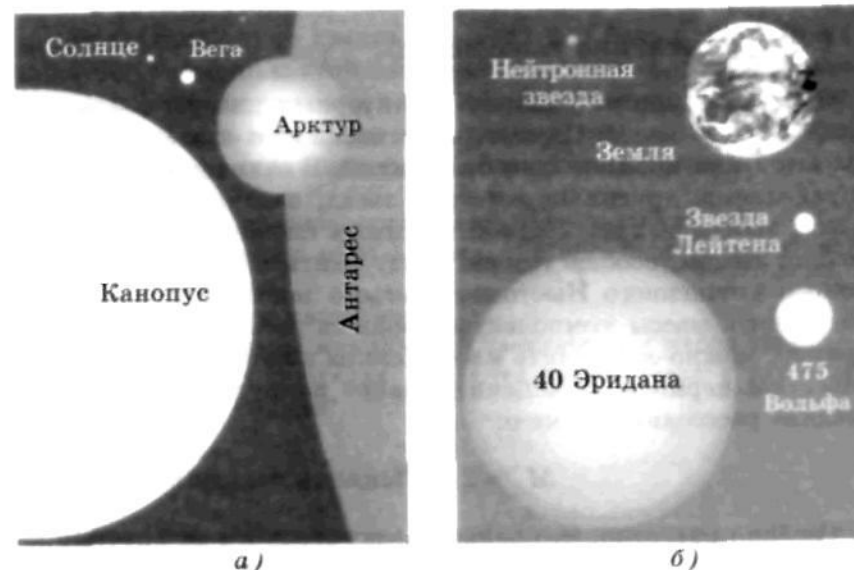 Солнце
Вега
Арктур
Канопус
Антарес
а)
Нейтронная
звезда
Земля
Звезда
Лейтена
40 Эридана
475
Вольфа
б)